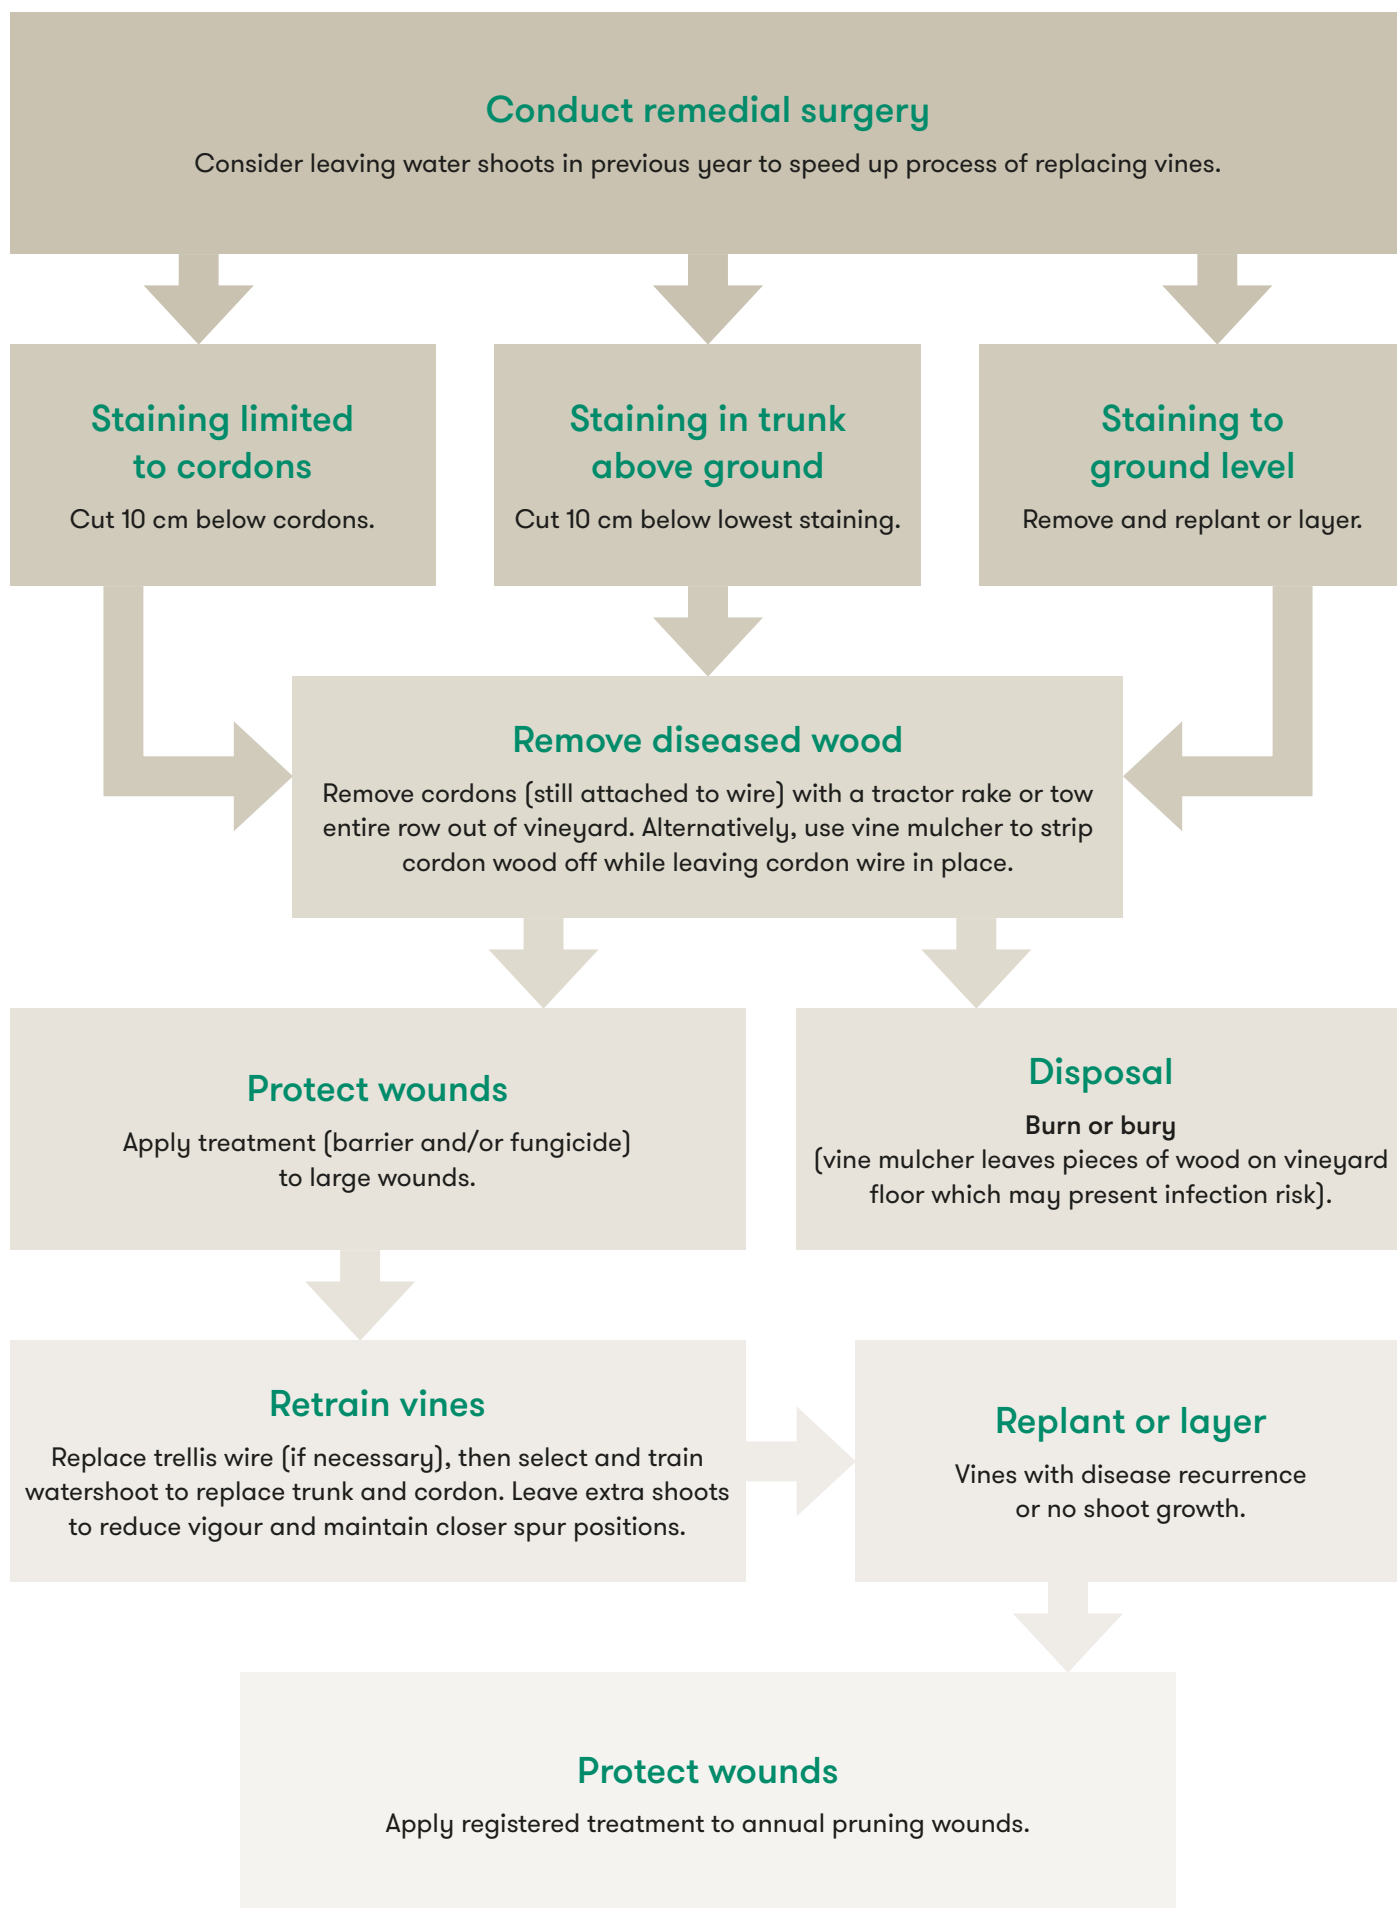 Conduct remedial surgery
Consider leaving water shoots in previous year to speed up process of replacing vines.
Staining limited
to cordons
Cut 10 cm below cordons.
Staining in trunk
above ground
Cut 10 cm below lowest staining.
Staining to
ground level
Remove and replant or layer.
Remove diseased wood
Remove cordons (still attached to wire) with a tractor rake or tow
entire row out of vineyard. Alternatively, use vine mulcher to strip
cordon wood off while leaving cordon wire in place.
Protect wounds
Apply treatment (barrier and/or fungicide)
to large wounds.
Disposal
Burn or bury
(vine mulcher leaves pieces of wood on vineyard
floor which may present infection risk).
Retrain vines
Replace trellis wire (if necessary), then select and train
watershoot to replace trunk and cordon. Leave extra shoots
to reduce vigour and maintain closer spur positions.
Replant or layer
Vines with disease recurrence
or no shoot growth.
Protect wounds
Apply registered treatment to annual pruning wounds.